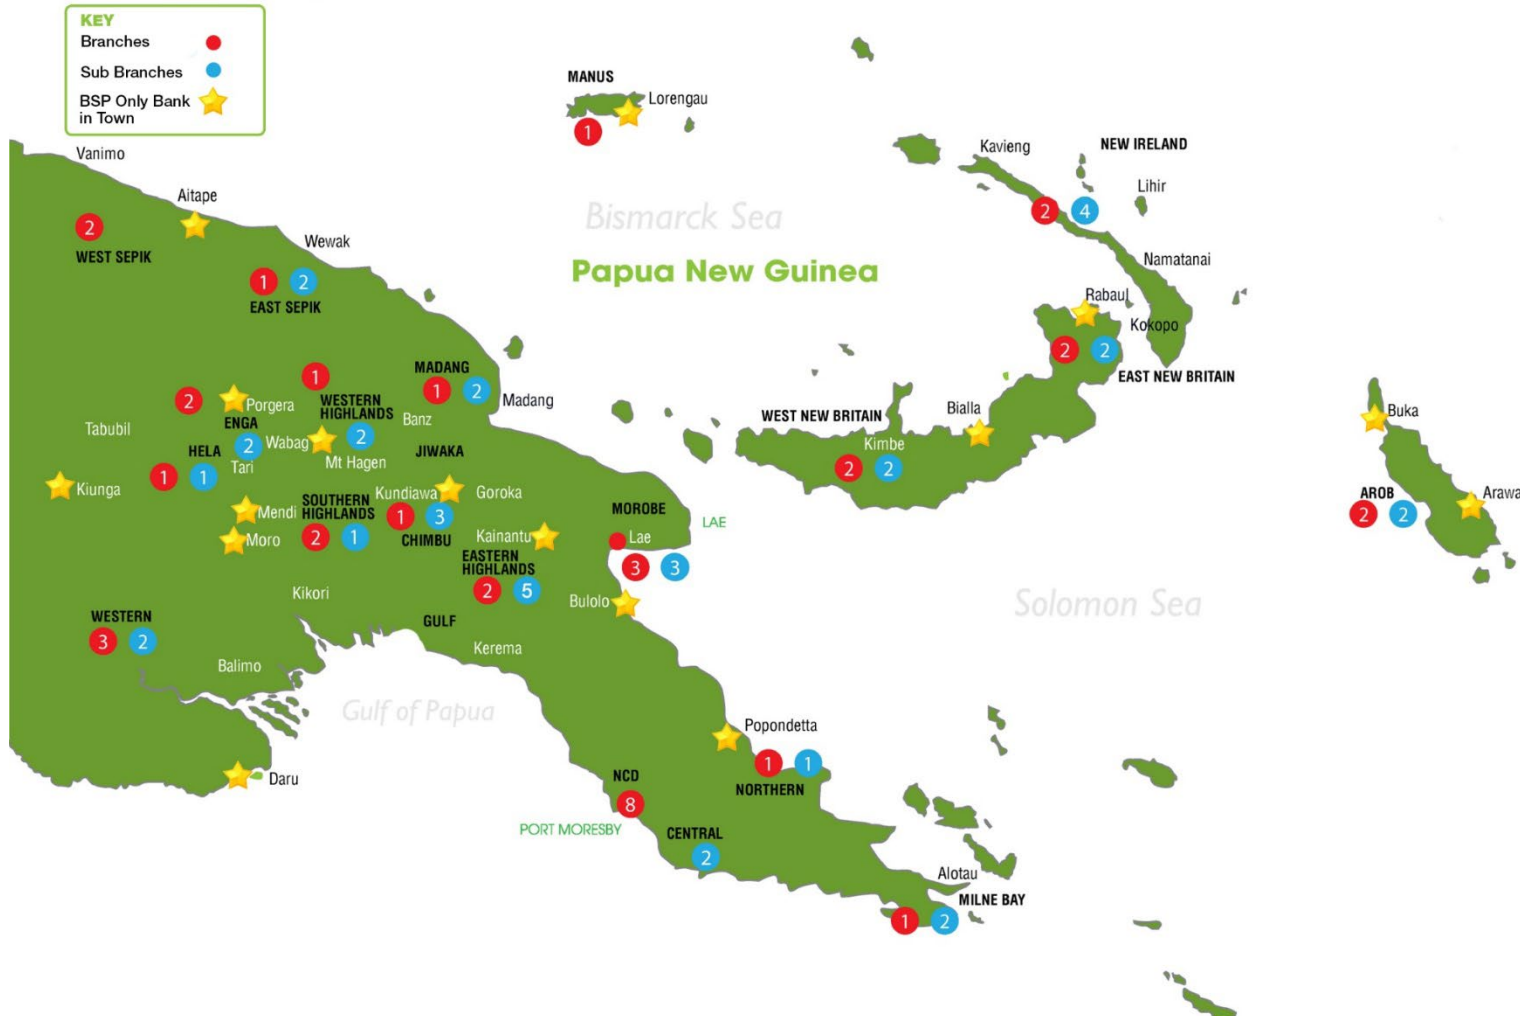 KEY
Branches
Sub Branches
BSP Only Bank
in Town
MANUS
Lorengau
1
Vanimo
Aitape
2
WEST SEPIK
Wewak
1 2
EAST SEPIK
Bismarck Sea
Papua New Guinea
Kavieng
NEW IRELAND
Lihir
2 4
Namatanai
Rabaul
Kokopo
2 2
EAST NEW BRITAIN
1
WESTERN
HIGHLANDS
2
Mt Hagen
MADANG
1 2
Madang
Banz
JIWAKA
2
Porgera
ENGA
2
Wabag
Tabubil
HELA
1 1
Tari
Kiunga
Mendi
Moro
SOUTHERN
HIGHLANDS
2 1
Kundiawa
1 3
CHIMBU
Goroka
Kainantu
EASTERN
HIGHLANDS
2 5
MOROBE
LAE
Lae
3 3
Bulolo
WEST NEW BRITAIN
Kimbe
2 2
Bialla
Buka
AROB
2 2
Arawa
Solomon Sea
Kikori
GULF
Kerema
WESTERN
3 2
Balimo
Gulf of Papua
Daru
Popondetta
1 1
NORTHERN
NCD
8
PORT MORESBY
CENTRAL
2
Alotau
MILNE BAY
1 2